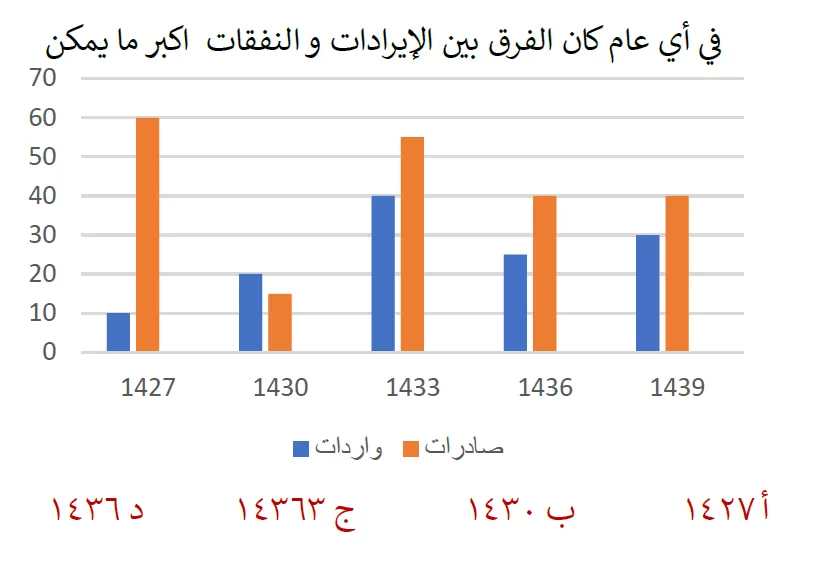 في أي عام كان الفرق بين الإيرادات و النفقات اكبر ما يمكن
70
60
50
40
30
20
10
0
1427 1430 1433 1436 1439
واردات صادرات
أ ١٤٢٧ ب ١٤٣٠ ج ١٤٣٦٣ د ١٤٣٦